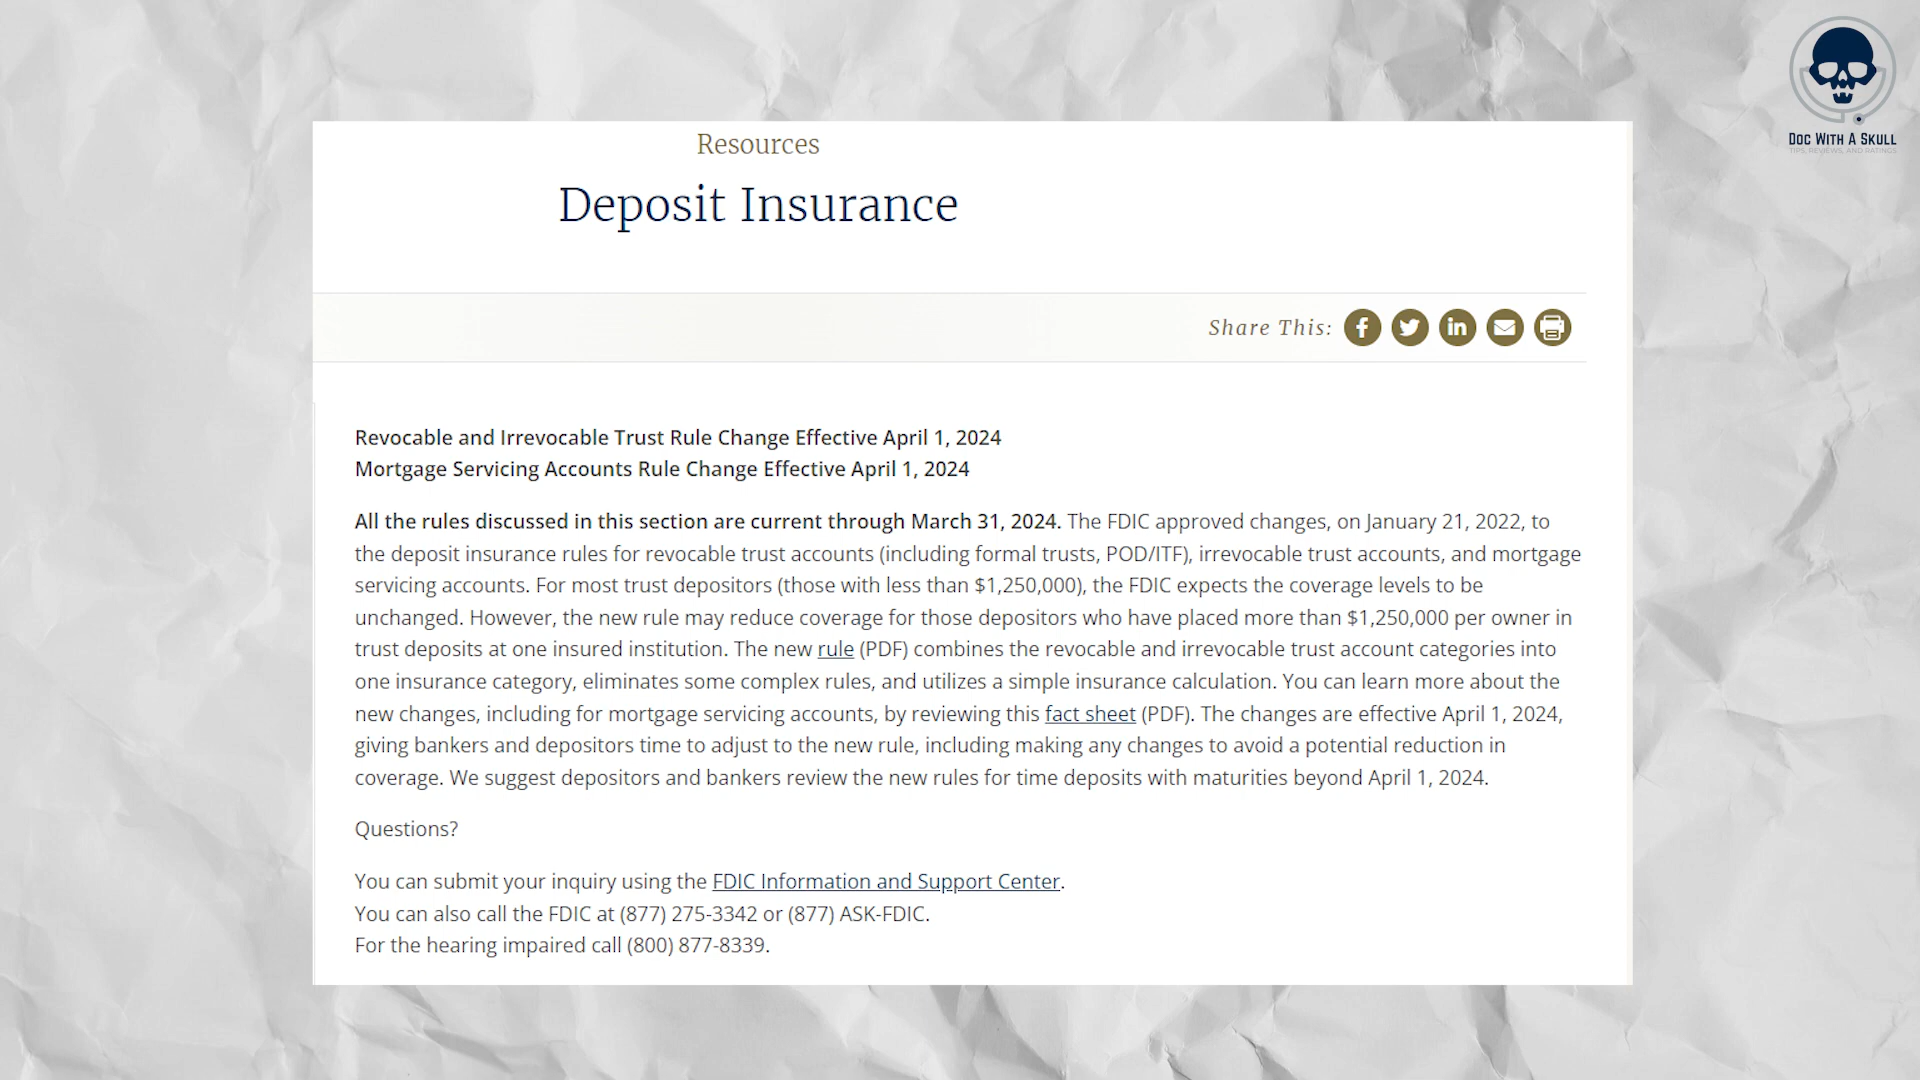 DOC WITH A SKULL
TIPS, REVIEWS, AND RATINGS
Resources
Deposit Insurance
Share This:
Revocable and Irrevocable Trust Rule Change Effective April 1, 2024
Mortgage Servicing Accounts Rule Change Effective April 1, 2024
All the rules discussed in this section are current through March 31, 2024. The FDIC approved changes, on January 21, 2022, to
the deposit insurance rules for revocable trust accounts (including formal trusts, POD/ITF), irrevocable trust accounts, and mortgage
servicing accounts. For most trust depositors (those with less than $1,250,000), the FDIC expects the coverage levels to be
unchanged. However, the new rule may reduce coverage for those depositors who have placed more than $1,250,000 per owner in
trust deposits at one insured institution. The new rule (PDF) combines the revocable and irrevocable trust account categories into
one insurance category, eliminates some complex rules, and utilizes a simple insurance calculation. You can learn more about the
new changes, including for mortgage servicing accounts, by reviewing this fact sheet (PDF). The changes are effective April 1, 2024,
giving bankers and depositors time to adjust to the new rule, including making any changes to avoid a potential reduction in
coverage. We suggest depositors and bankers review the new rules for time deposits with maturities beyond April 1, 2024.
Questions?
You can submit your inquiry using the FDIC Information and Support Center.
You can also call the FDIC at (877) 275-3342 or (877) ASK-FDIC.
For the hearing impaired call (800) 877-8339.